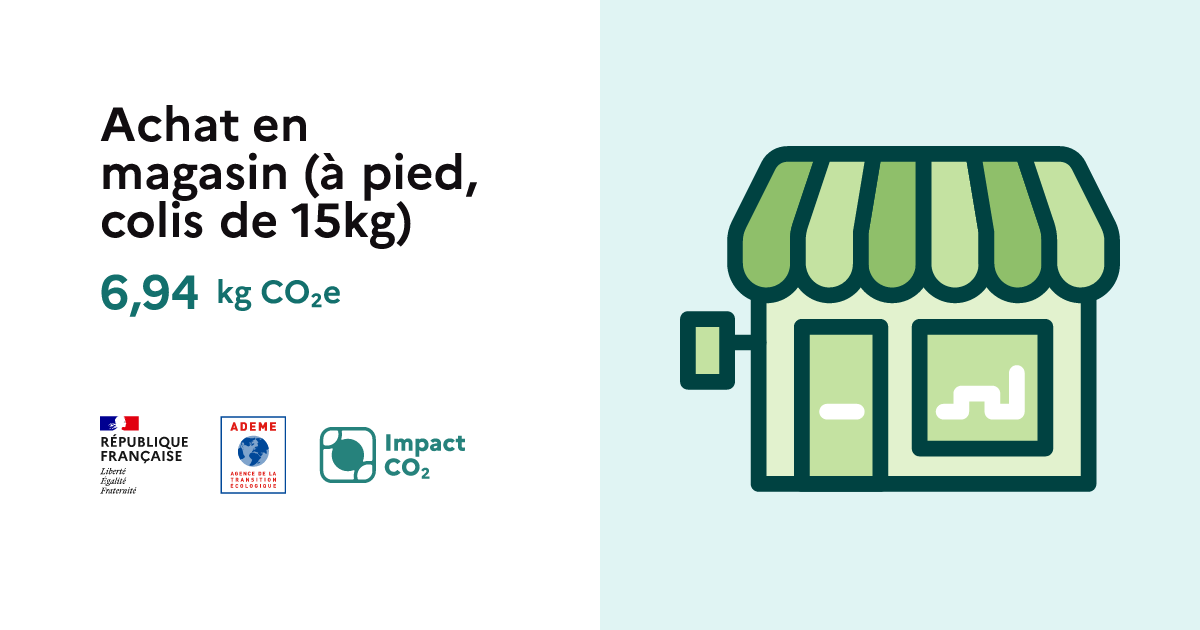 Achat en
magasin (à pied,
colis de 15kg)
6,94 kg CO₂e
RÉPUBLIQUE
FRANÇAISE
Liberté
Égalité
Fraternité
ADEME
AGENCE DE LA
TRANSITION
ÉCOLOGIQUE
Impact
CO₂